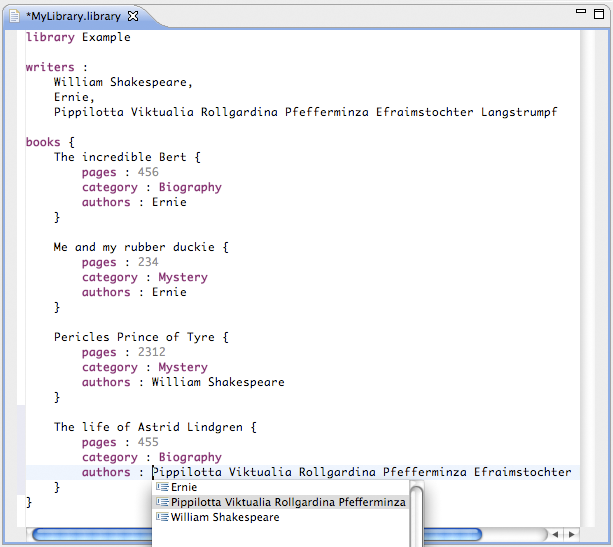 *MyLibrary.library
library Example
writers :
William Shakespeare,
Ernie,
Pippilotta Viktualia Rollgardina Pfefferminza Efraimstochter Langstrumpf
books {
The incredible Bert {
pages : 456
category : Biography
authors : Ernie
}
Me and my rubber duckie {
pages : 234
category : Mystery
authors : Ernie
}
Pericles Prince of Tyre {
pages : 2312
category : Mystery
authors : William Shakespeare
}
The life of Astrid Lindgren {
pages : 455
category : Biography
authors : Pippilotta Viktualia Rollgardina Pfefferminza Efraimstochter
}
}
Ernie
Pippilotta Viktualia Rollgardina Pfefferminza
William Shakespeare